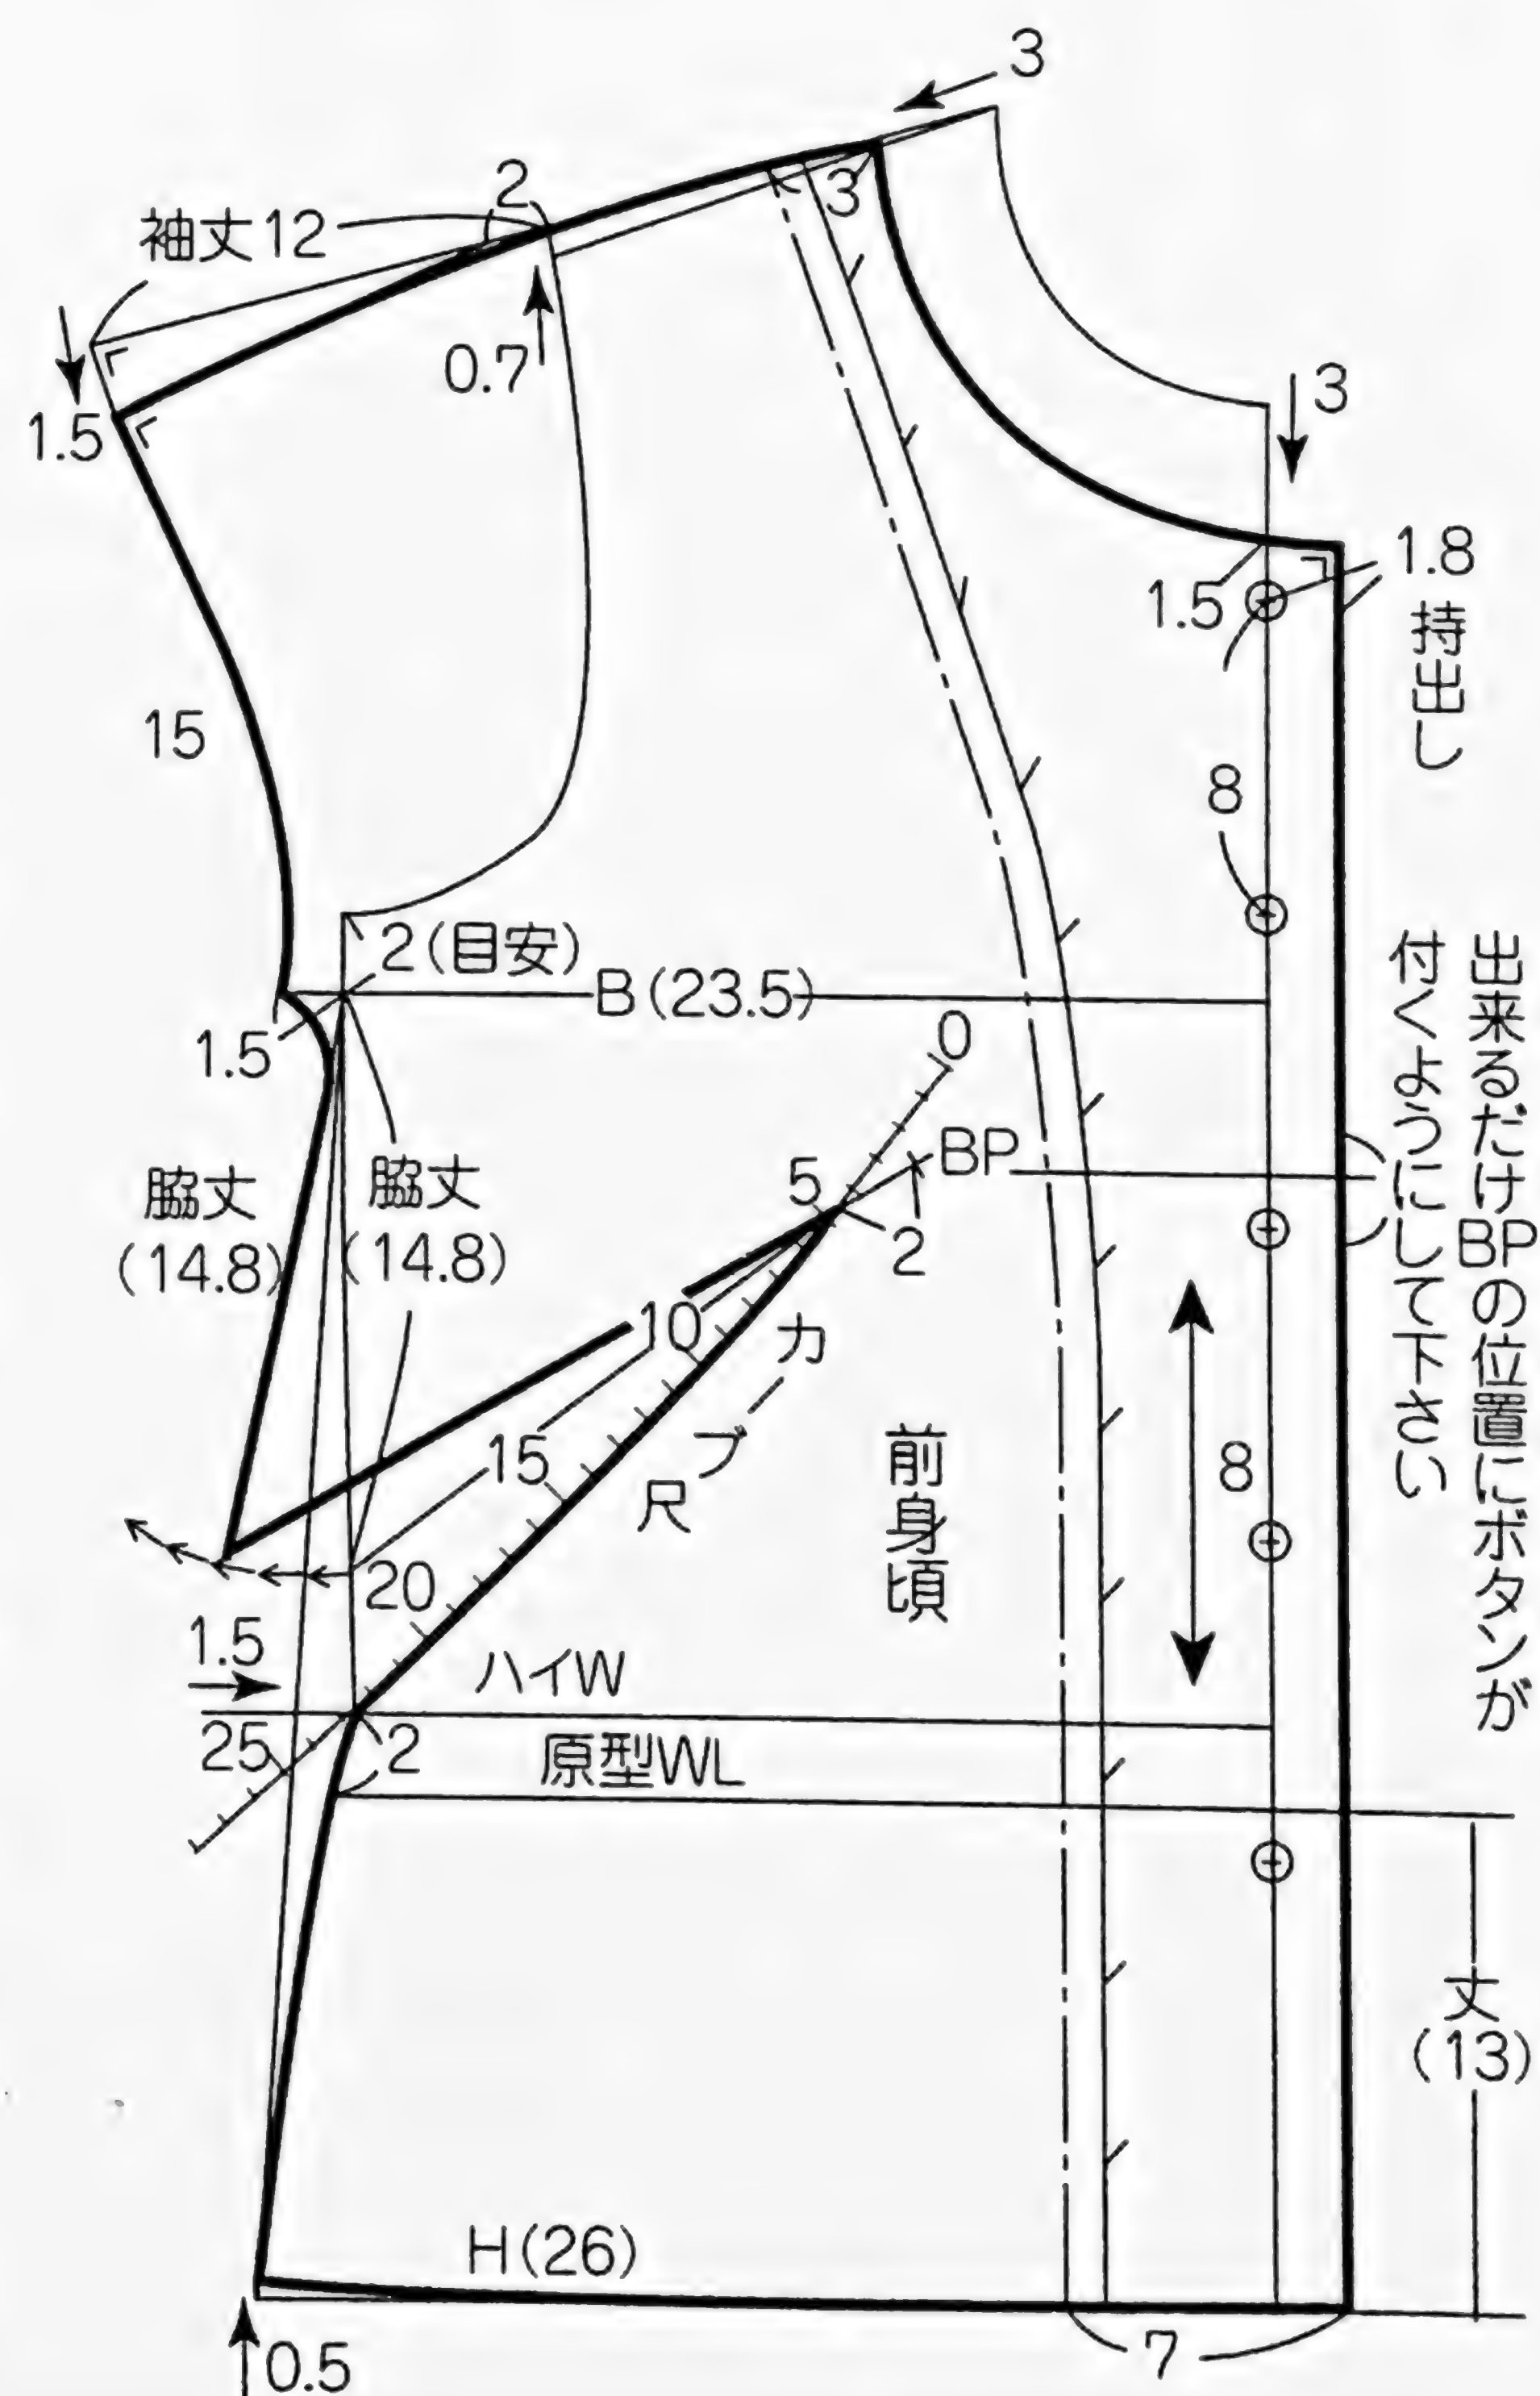 3
2
袖丈12
3
0.7
3
1.5
1.8
持出し
1.5
15
8
2(目安)
B(23.5)
1.5
0
BP
5
1
2
脇丈
(14.8)
脇丈
(14.8)
10
カーブ尺
15
前身頃
8
出来るだけBPの位置にボタンが
付くようにして下さい
20
1.5
ハイW
25
2
原型WL
丈
(13)
H(26)
7
0.5